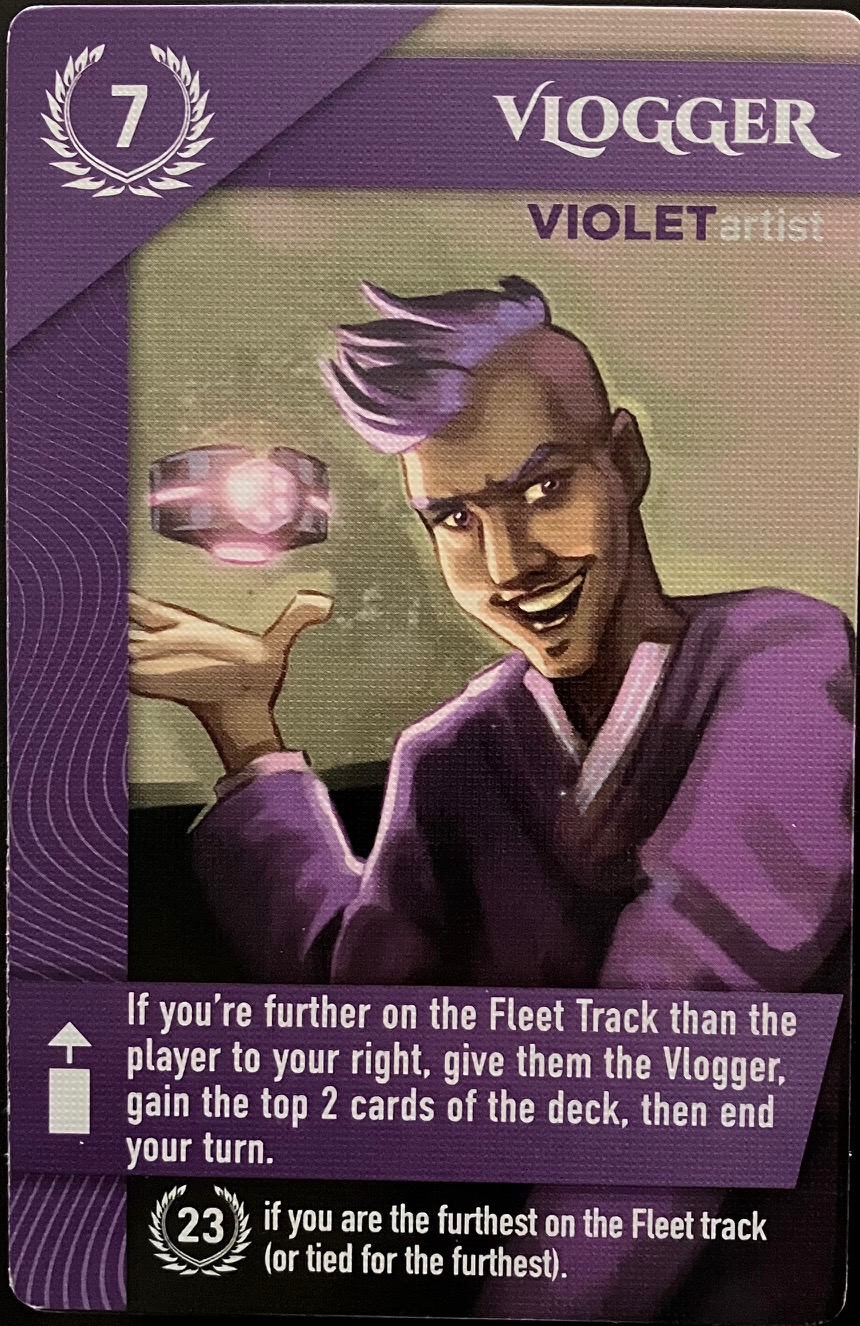 7
VLOGGER
VIOLETartist
If you're further on the Fleet Track than the
player to your right, give them the Vlogger,
gain the top 2 cards of the deck, then end
your turn.
23 if you are the furthest on the Fleet track
(or tied for the furthest).